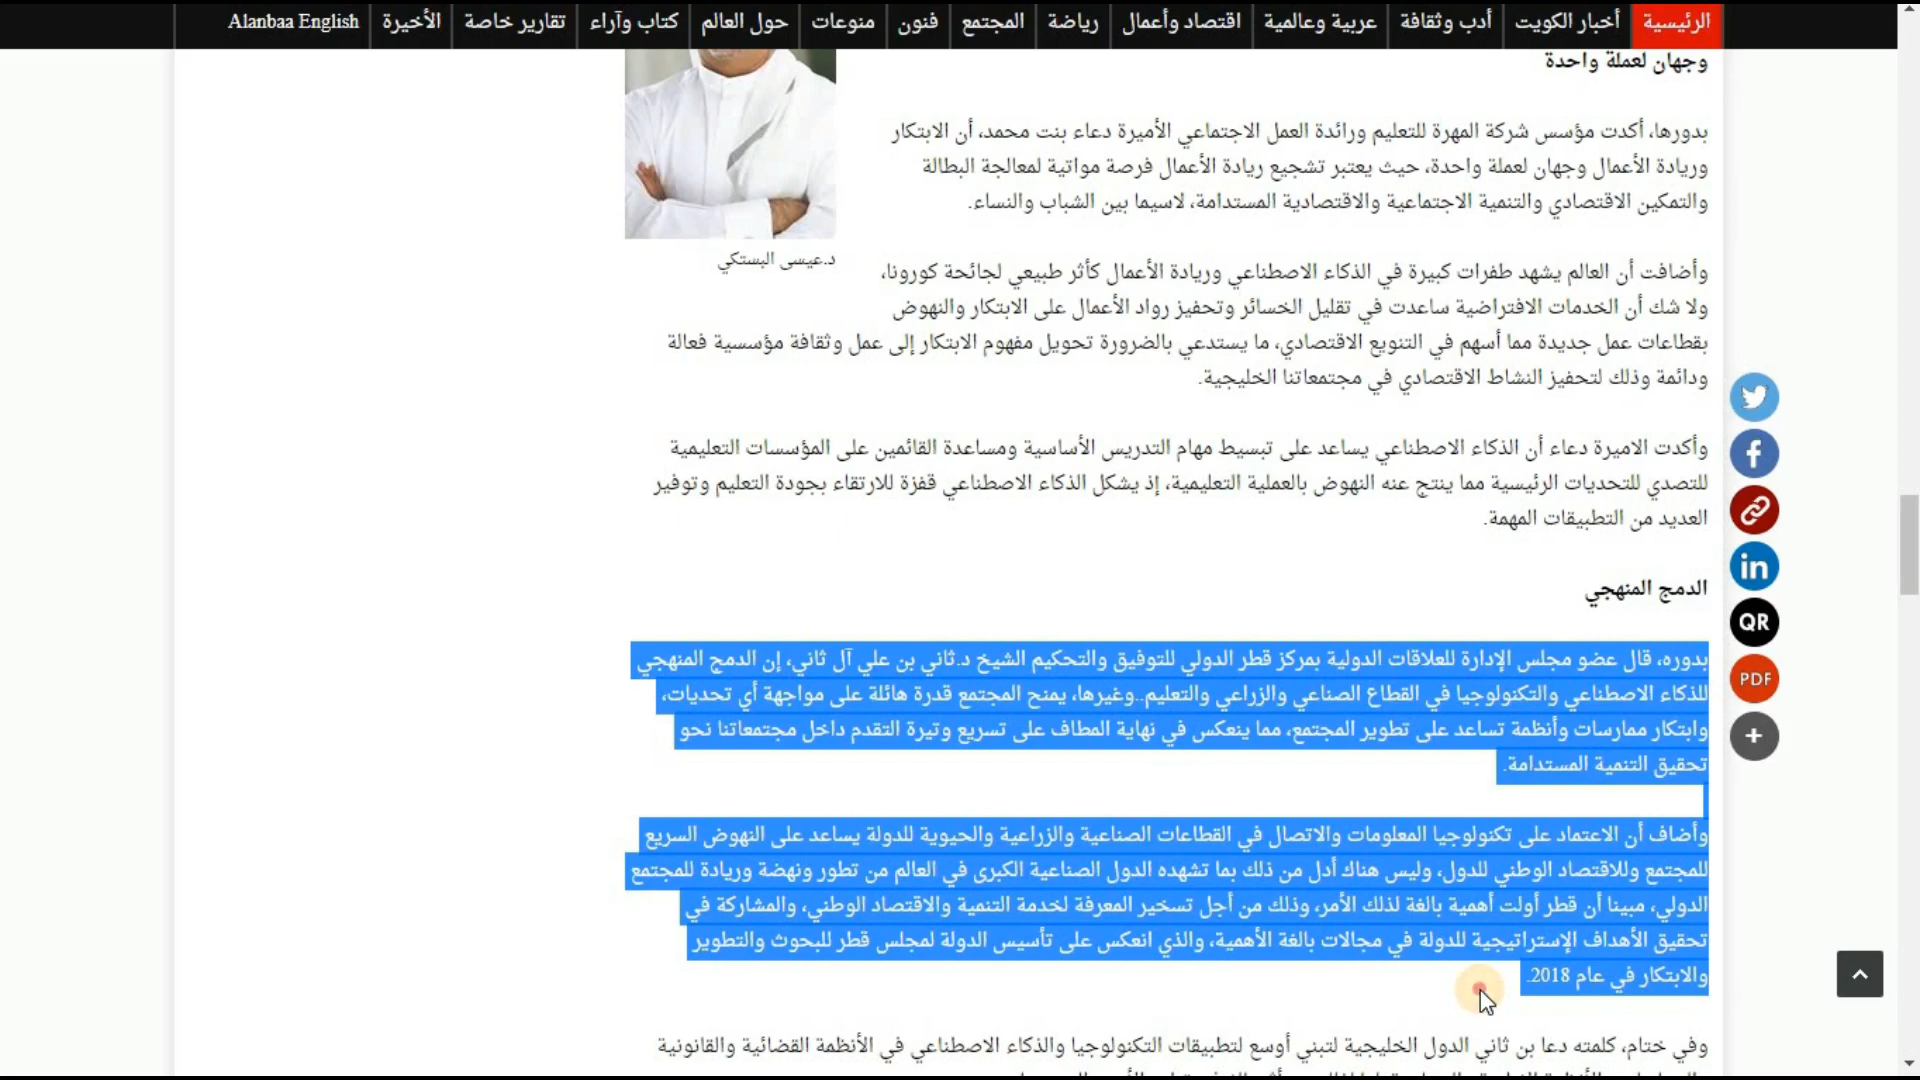 الرئيسية
أخبار الكويت
أدب وثقافة
عربية وعالمية
اقتصاد وأعمال
رياضة
المجتمع
فنون
منوعات
حول العالم
كتاب وآراء
تقارير خاصة
الأخيرة
Alanbaa English
وجهان لعملة واحدة
بدورها، أكدت مؤسس شركة المهرة للتعليم ورائدة العمل الاجتماعي الأميرة دعاء بنت محمد، أن الابتكار
وريادة الأعمال وجهان لعملة واحدة، حيث يعتبر تشجيع ريادة الأعمال فرصة مواتية لمعالجة البطالة
والتمكين الاقتصادي والتنمية الاجتماعية والاقتصادية المستدامة، لاسيما بين الشباب والنساء.
د.عيسى البستكي
وأضافت أن العالم يشهد طفرات كبيرة في الذكاء الاصطناعي وريادة الأعمال كأثر طبيعي لجائحة كورونا،
ولا شك أن الخدمات الافتراضية ساعدت في تقليل الخسائر وتحفيز رواد الأعمال على الابتكار والنهوض
بقطاعات عمل جديدة مما أسهم في التنويع الاقتصادي، ما يستدعي بالضرورة تحويل مفهوم الابتكار إلى عمل وثقافة مؤسسية فعالة
ودائمة وذلك لتحفيز النشاط الاقتصادي في مجتمعاتنا الخليجية.
وأكدت الاميرة دعاء أن الذكاء الاصطناعي يساعد على تبسيط مهام التدريس الأساسية ومساعدة القائمين على المؤسسات التعليمية
للتصدي للتحديات الرئيسية مما ينتج عنه النهوض بالعملية التعليمية، إذ يشكل الذكاء الاصطناعي قفزة للارتقاء بجودة التعليم وتوفير
العديد من التطبيقات المهمة.
الدمج المنهجي
بدوره، قال عضو مجلس الإدارة للعلاقات الدولية بمركز قطر الدولي للتوفيق والتحكيم الشيخ د.ثاني بن علي آل ثاني، إن الدمج المنهجي
للذكاء الاصطناعي والتكنولوجيا في القطاع الصناعي والزراعي والتعليم..وغيرها، يمنح المجتمع قدرة هائلة على مواجهة أي تحديات،
وابتكار ممارسات وأنظمة تساعد على تطوير المجتمع، مما ينعكس في نهاية المطاف على تسريع وتيرة التقدم داخل مجتمعاتنا نحو
تحقيق التنمية المستدامة.
وأضاف أن الاعتماد على تكنولوجيا المعلومات والاتصال في القطاعات الصناعية والزراعية والحيوية للدولة يساعد على النهوض السريع
للمجتمع وللاقتصاد الوطني للدول، وليس هناك أدل من ذلك بما تشهده الدول الصناعية الكبرى في العالم من تطور ونهضة وريادة للمجتمع
الدولي، مبينا أن قطر أولت أهمية بالغة لذلك الأمر، وذلك من أجل تسخير المعرفة لخدمة التنمية والاقتصاد الوطني، والمشاركة في
تحقيق الأهداف الإستراتيجية للدولة في مجالات بالغة الأهمية، والذي انعكس على تأسيس الدولة لمجلس قطر للبحوث والتطوير
والابتكار في عام 2018.
وفي ختام، كلمته دعا بن ثاني الدول الخليجية لتبني أوسع لتطبيقات التكنولوجيا والذكاء الاصطناعي في الأنظمة القضائية والقانونية
QR
PDF